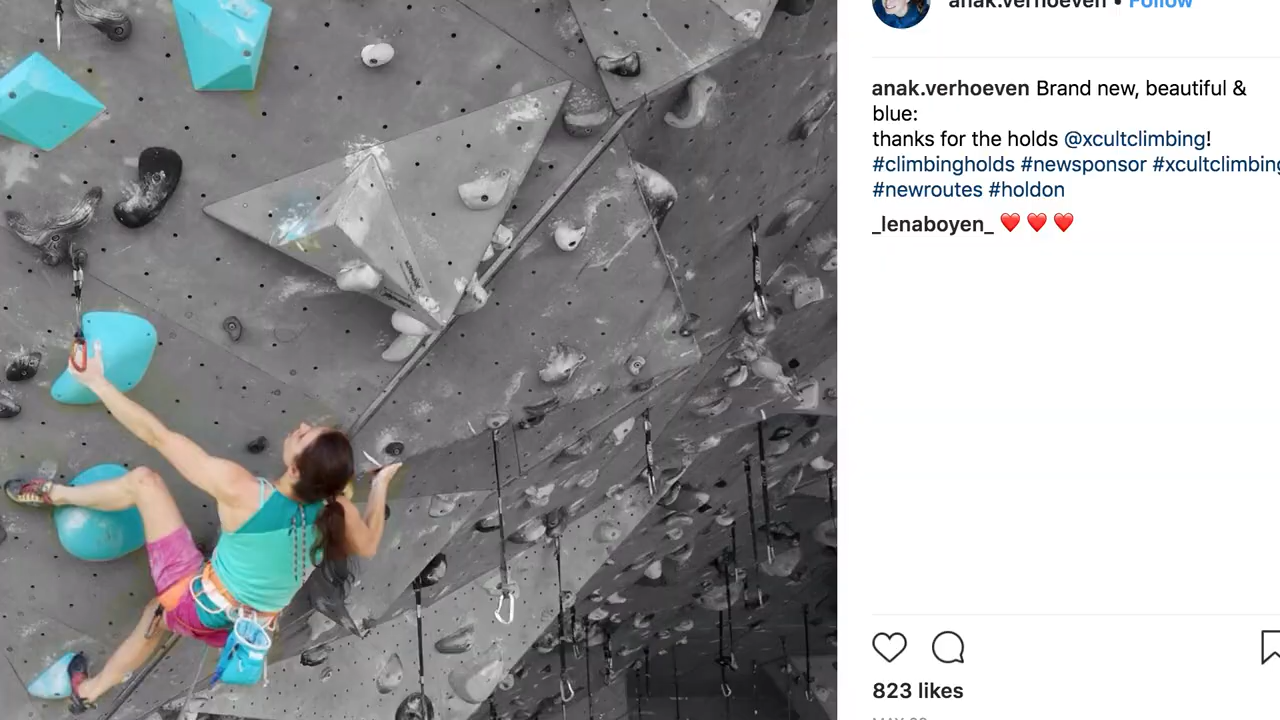 anak.verhoeven • Follow
anak.verhoeven Brand new, beautiful &
blue:
thanks for the holds @xcultclimbing!
#climbingholds #newsponsor #xcultclimbing
#newroutes #holdon
_lenaboyen_ ❤️ ❤️ ❤️
823 likes